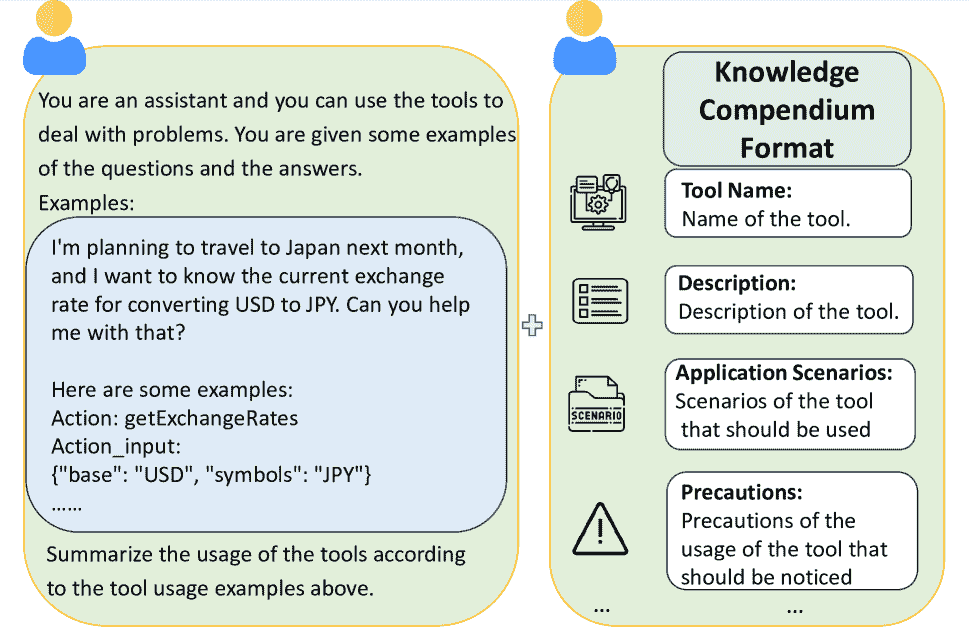 You are an assistant and you can use the tools to
deal with problems. You are given some examples
of the questions and the answers.
Examples:
I'm planning to travel to Japan next month,
and I want to know the current exchange
rate for converting USD to JPY. Can you help
me with that?
Here are some examples:
Action: getExchangeRates
Action_input:
{"base": "USD", "symbols": "JPY"}
......
Summarize the usage of the tools according
to the tool usage examples above.
Knowledge
Compendium
Format
Tool Name:
Name of the tool.
Description:
Description of the tool.
SCENARIO
Application Scenarios:
Scenarios of the tool
that should be used
Precautions:
Precautions of the
usage of the tool that
should be noticed
... ...